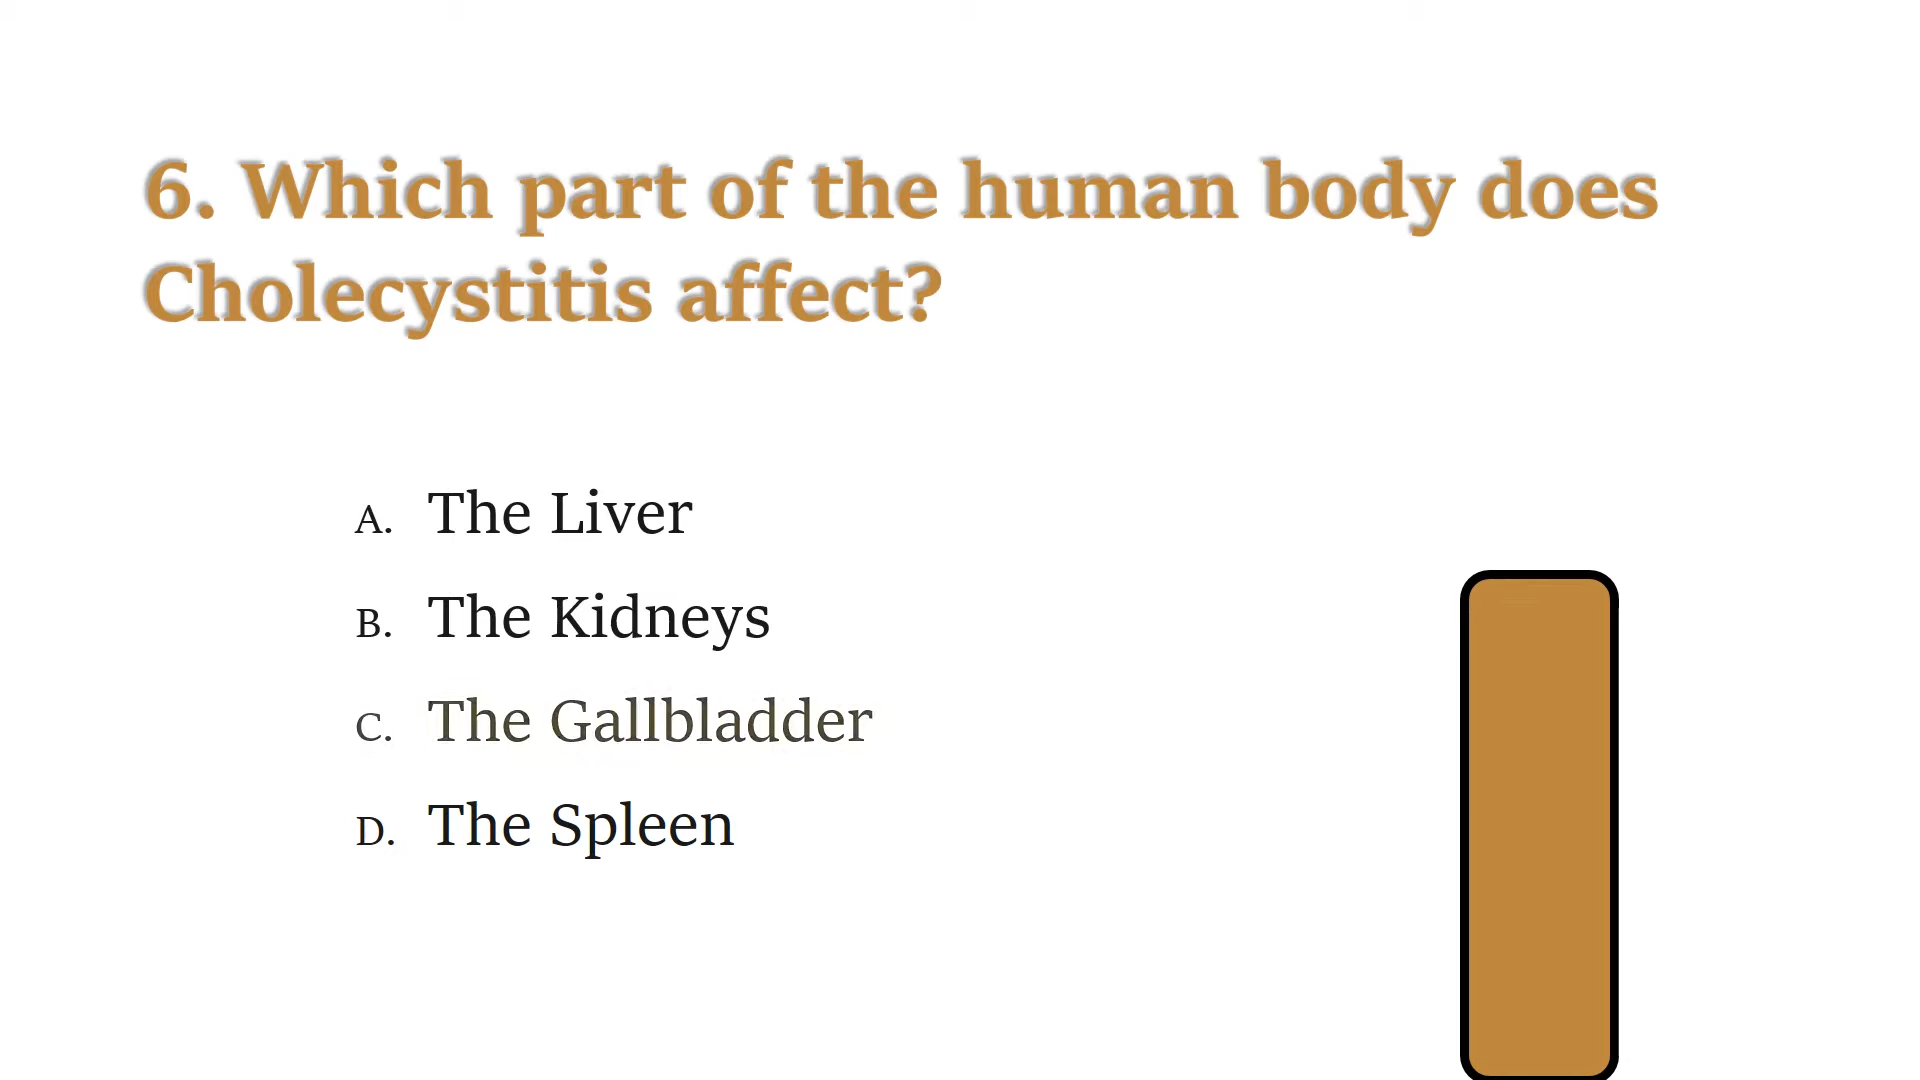 6. Which part of the human body does
Cholecystitis affect?
A. The Liver
B. The Kidneys
C. The Gallbladder
D. The Spleen